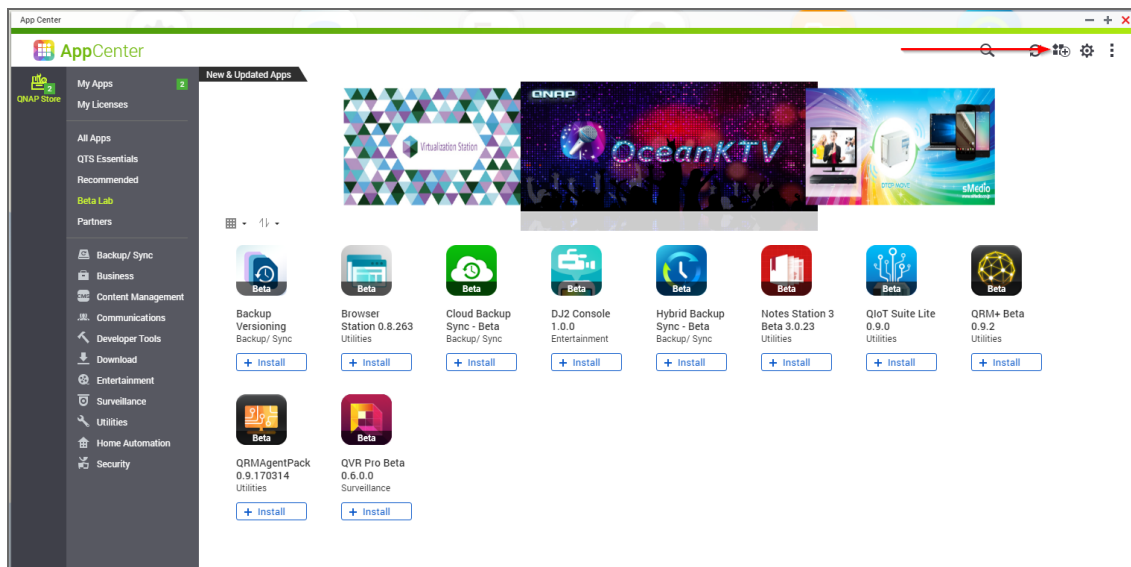 App Center
AppCenter
2
QNAP Store
My Apps 2
My Licenses
All Apps
QTS Essentials
Recommended
Beta Lab
Partners
Backup/ Sync
Business
Content Management
Communications
Developer Tools
Download
Entertainment
Surveillance
Utilities
Home Automation
Security
New & Updated Apps
Virtualization Station
QNAP
OceanKTV
DTCP MOVE
sMedio
Beta Beta Beta Beta Beta Beta Beta Beta
Backup Versioning
Backup/ Sync
+ Install
Browser
Station 0.8.263
Utilities
+ Install
Cloud Backup
Sync - Beta
Backup/ Sync
+ Install
DJ2 Console
1.0.0
Entertainment
+ Install
Hybrid Backup
Sync - Beta
Backup/ Sync
+ Install
Notes Station 3
Beta 3.0.23
Utilities
+ Install
QIoT Suite Lite
0.9.0
Utilities
+ Install
QRM+ Beta
0.9.2
Utilities
+ Install
Beta Beta
QRMAgentPack
0.9.170314
Utilities
+ Install
QVR Pro Beta
0.6.0.0
Surveillance
+ Install